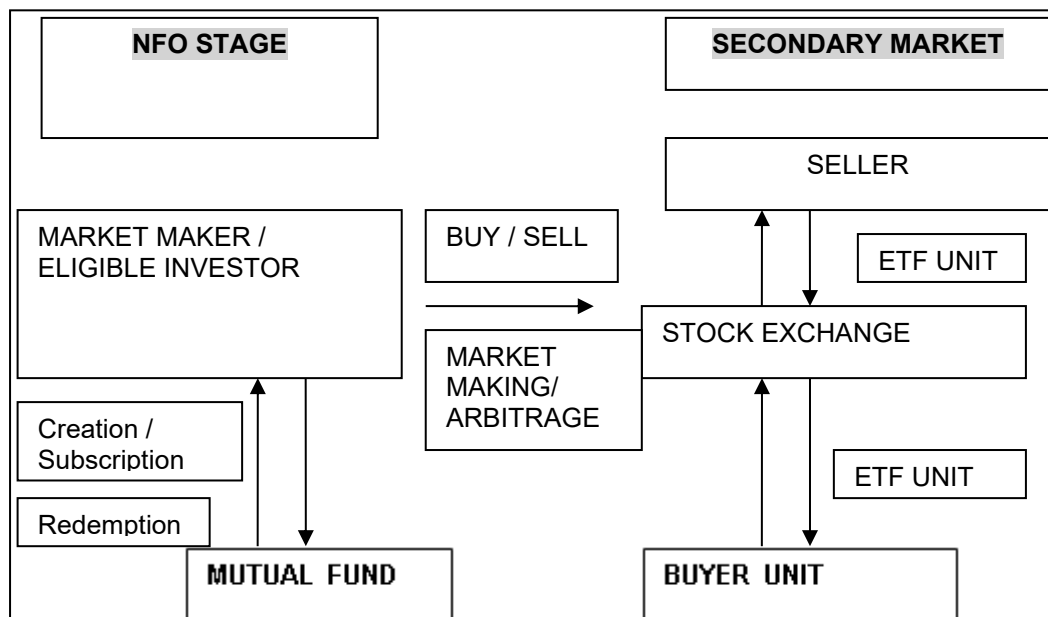 NFO STAGE
SECONDARY MARKET
SELLER
MARKET MAKER /
ELIGIBLE INVESTOR
BUY / SELL
ETF UNIT
STOCK EXCHANGE
MARKET
MAKING/
ARBITRAGE
Creation /
Subscription
ETF UNIT
Redemption
MUTUAL FUND
BUYER UNIT